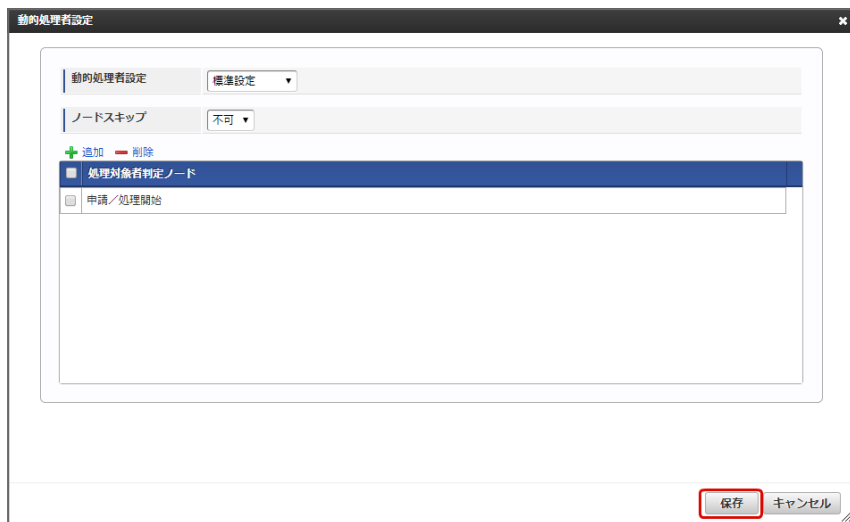 動的処理者設定
動的処理者設定 標準設定
ノードスキップ 不可
追加 削除
処理対象者判定ノード
申請／処理開始
保存 キャンセル